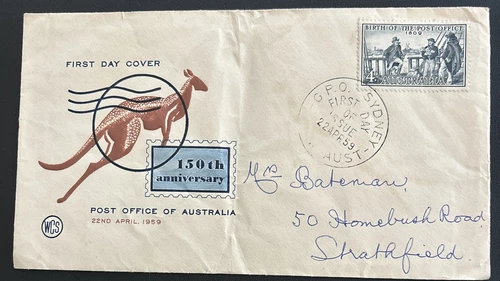 FIRST DAY COVER
150th
anniversary
POST OFFICE OF AUSTRALIA
22ND APRIL, 1959
WCS
BIRTH OF THE POST OFFICE
1809
4D
AUSTRALIA
G.P.O. SYDNEY
FIRST DAY
OF
ISSUE
22AP59
AUST.
Mrs Bateman,
50 Homebush Road
Strathfield.